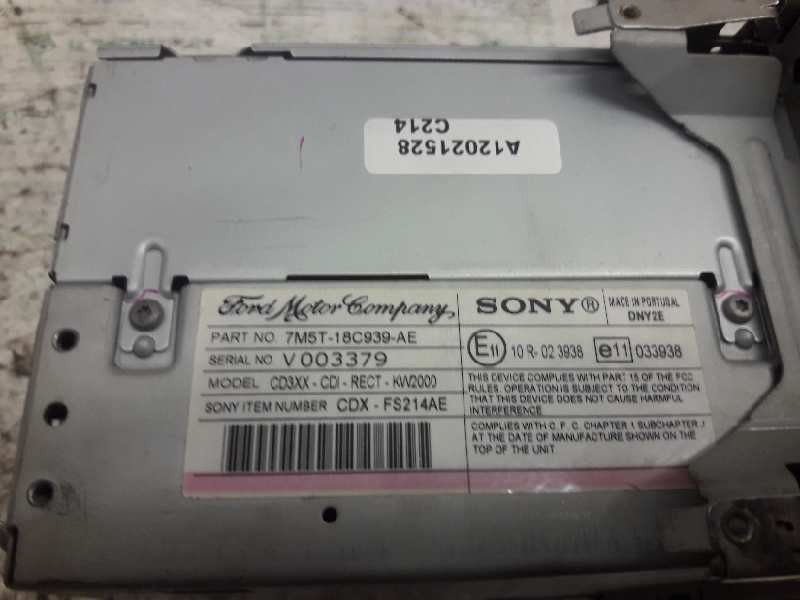 A12021528
C214
Ford Motor Company
PART NO. 7M5T-18C939-AE
SERIAL NO. V003379
MODEL CD3XX - CDI - RECT - KW2000
SONY ITEM NUMBER CDX - FS214AE
SONY®
MADE IN PORTUGAL
DNY2E
E11 10 R- 02 3938
e11 033938
THIS DEVICE COMPLIES WITH PART 15 OF THE FCC
RULES. OPERATION IS SUBJECT TO THE CONDITION
THAT THIS DEVICE DOES NOT CAUSE HARMFUL
INTERFERENCE
COMPLIES WITH C. F. C. CHAPTER 1 SUBCHAPTER J
AT THE DATE OF MANUFACTURE SHOWN ON THE
TOP OF THE UNIT